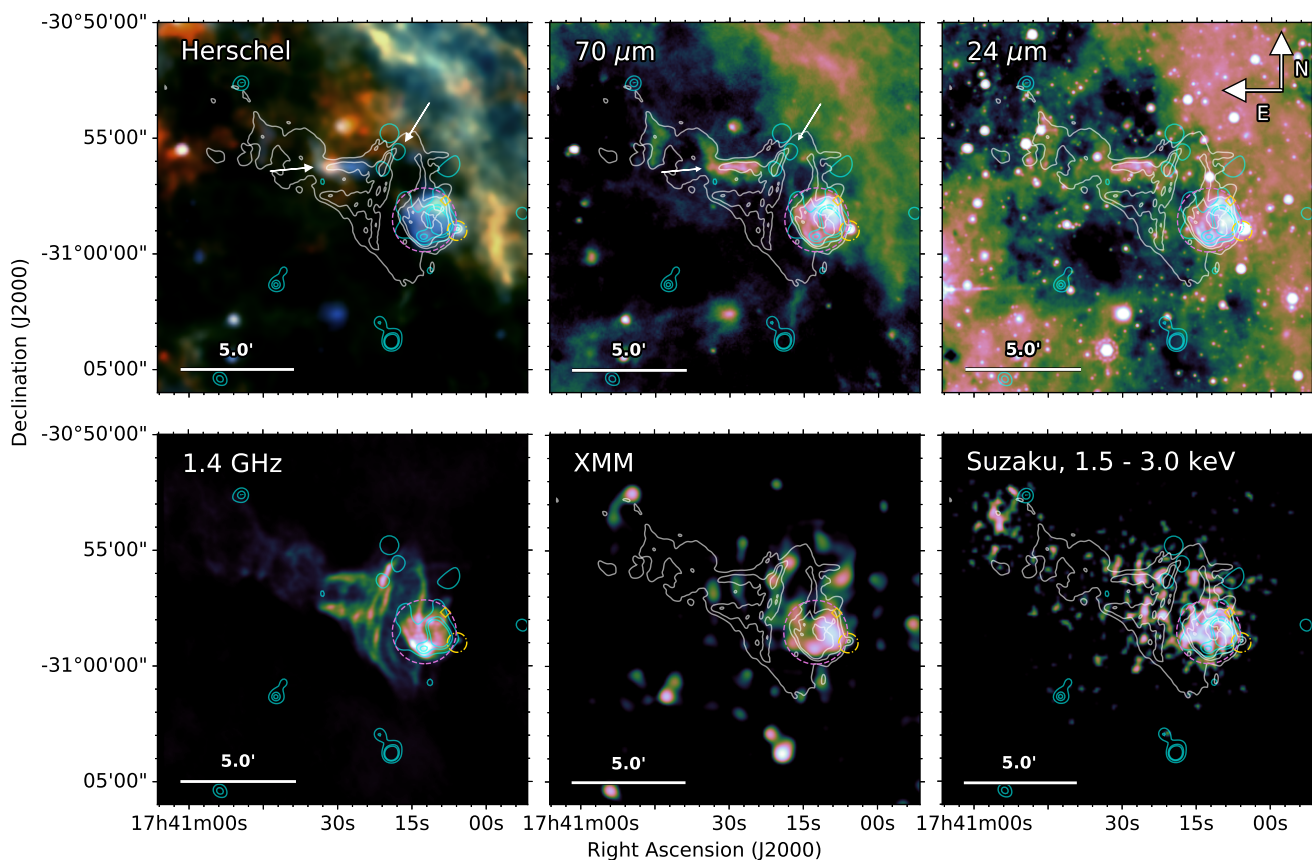 Herschel
70 μm
24 μm
N
E
-30°50'00"
55'00"
-31°00'00"
05'00"
5.0'
5.0'
5.0'
Declination (J2000)
1.4 GHz
XMM
Suzaku, 1.5 - 3.0 keV
-30°50'00"
55'00"
-31°00'00"
05'00"
5.0'
5.0'
5.0'
17h41m00s 30s 15s 00s 17h41m00s 30s 15s 00s 17h41m00s 30s 15s 00s
Right Ascension (J2000)